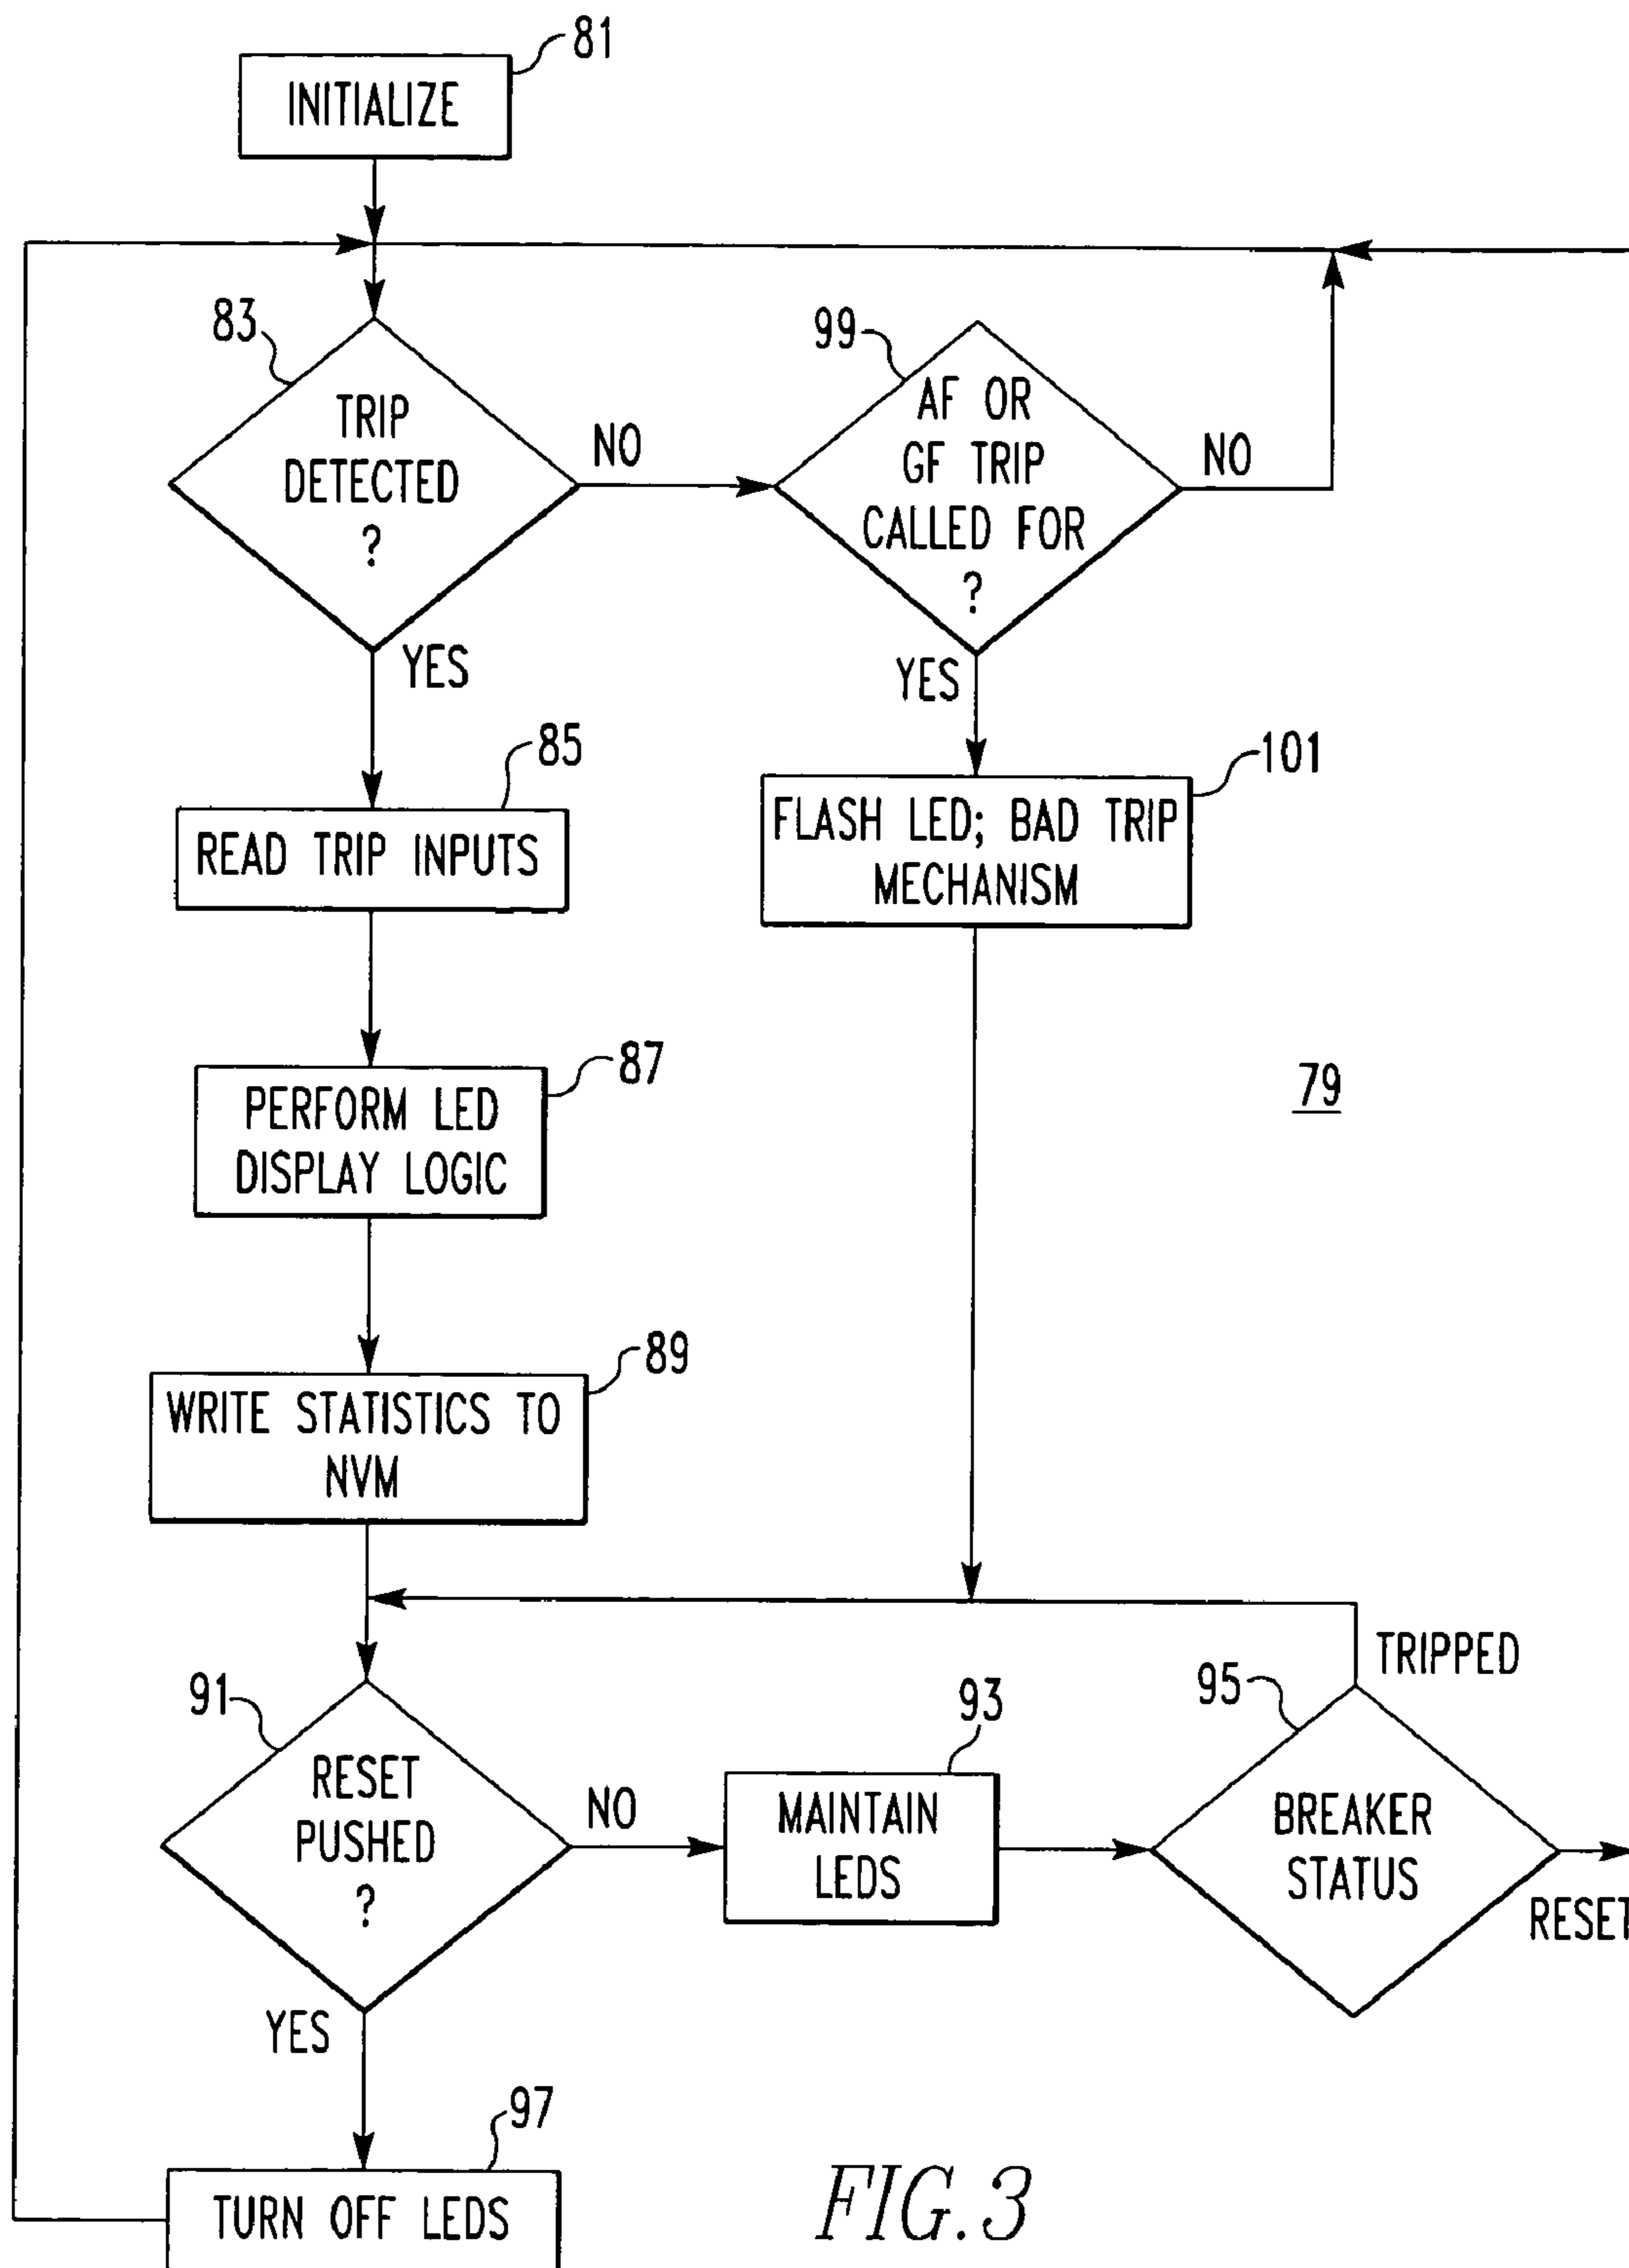 81
INITIALIZE
83
TRIP
DETECTED
?
NO
YES
99
AF OR
GF TRIP
CALLED FOR
?
NO
YES
85
READ TRIP INPUTS
101
FLASH LED; BAD TRIP
MECHANISM
87
PERFORM LED
DISPLAY LOGIC
79
89
WRITE STATISTICS TO
NVM
91
RESET
PUSHED
?
NO
YES
93
MAINTAIN
LEDS
95
TRIPPED
BREAKER
STATUS
RESET
97
TURN OFF LEDS
FIG. 3